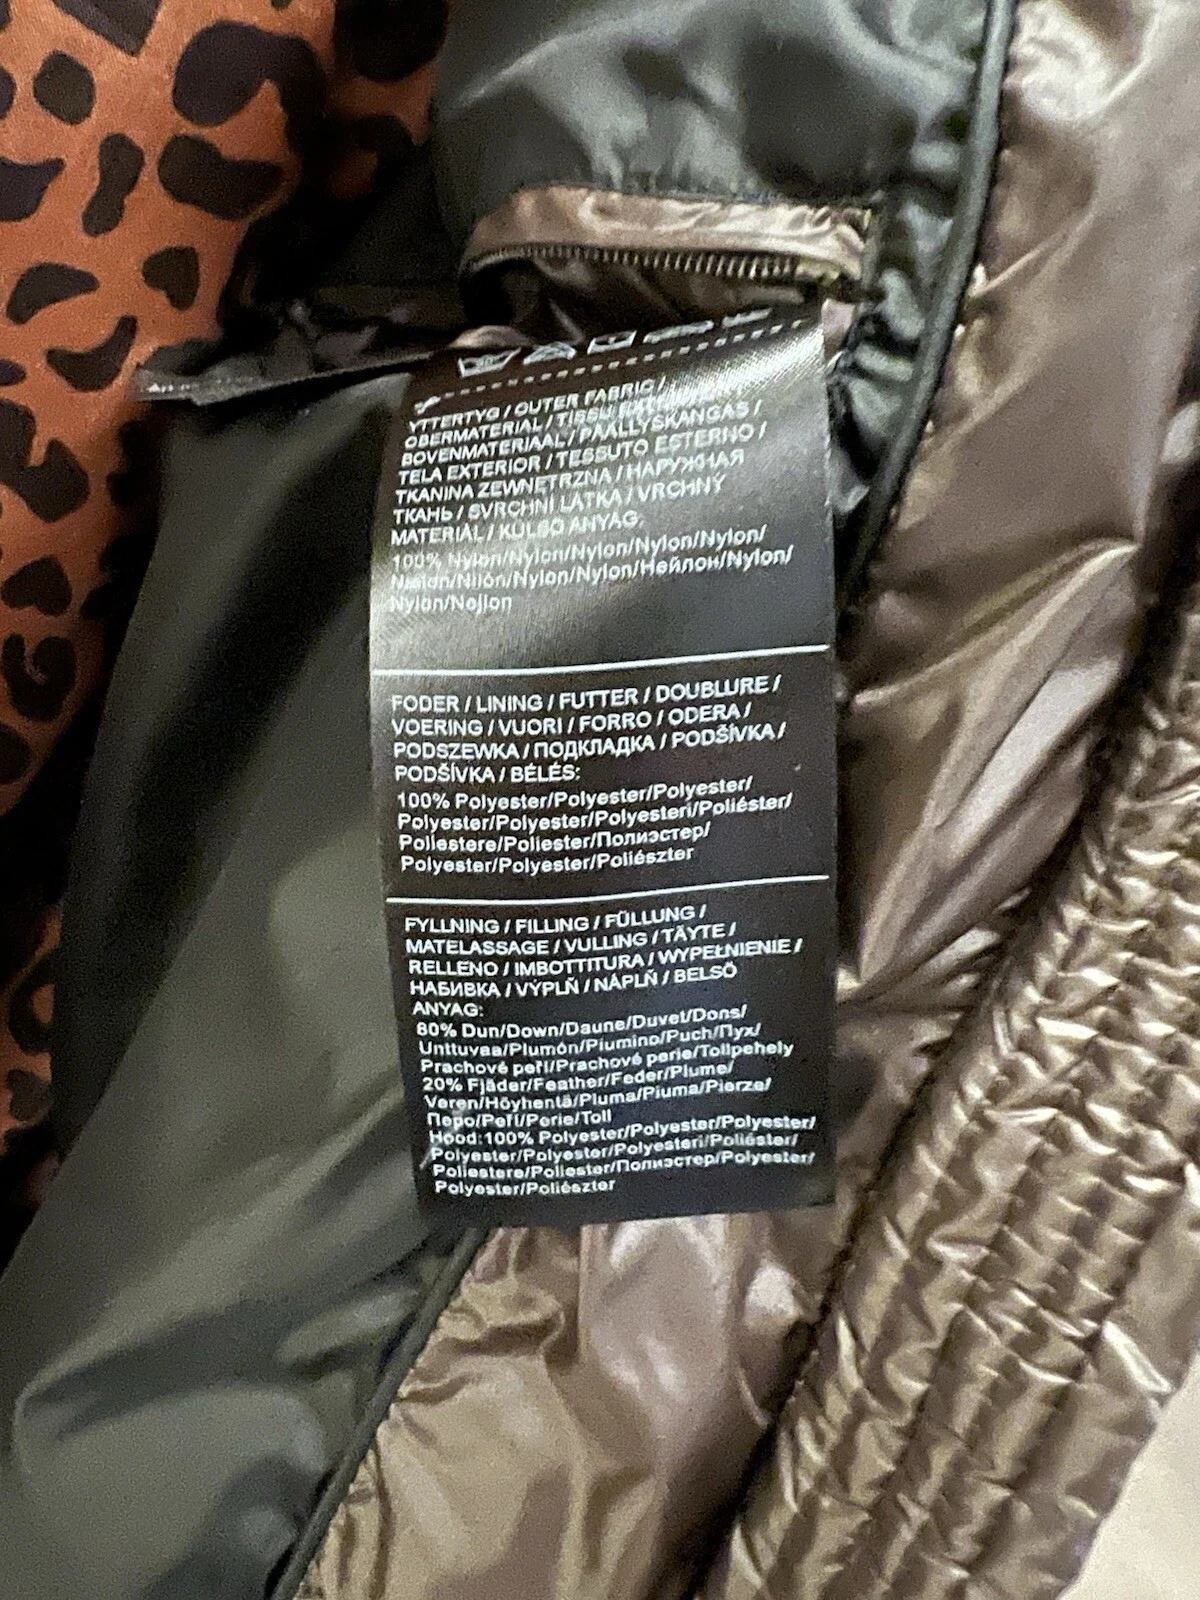 YTTERTYG / OUTER FABRIC /
OBERMATERIAL / TISSU
BOVENMATERIAAL / PÄÄLLYSKANGAS /
TELA EXTERIOR / TESSUTO ESTERNO /
TKANINA ZEWNĘTRZNA / НАРУЖНАЯ
ТКАНЬ / SVRCHNÍ LÁTKA / VRCHNÝ
MATERIÁL / KÜLSŐ ANYAG:
100% Nylon/Nylon/Nylon/Nylon/Nylon/
Nailon/Nilón/Nylon/Nylon/Нейлон/Nylon/
Nylon/Nejlon
FODER / LINING / FUTTER / DOUBLURE /
VOERING / VUORI / FORRO / ODERA /
PODSZEWKA / ПОДКЛАДКА / PODŠÍVKA /
PODŠÍVKA / BÉLÉS:
100% Polyester/Polyester/Polyester/
Polyester/Polyester/Polyesteri/Poliéster/
Poliestere/Poliester/Полиэстер/
Polyester/Polyester/Poliészter
FYLLNING / FILLING / FÜLLUNG /
MATELASSAGE / VULLING / TÄYTE /
RELLENO / IMBOTTITURA / WYPEŁNIENIE /
НАБИВКА / VÝPLŇ / NÁPLŇ / BELSŐ
ANYAG:
80% Dun/Down/Daune/Duvet/Dons/
Untuvaa/Plumón/Piumino/Puch/Пух/
Prachové peří/Prachové perie/Tollpehely
20% Fjäder/Feather/Feder/Plume/
Veren/Höyhentä/Pluma/Piuma/Pierze/
Перо/Peří/Perie/Toll
Hood:100% Polyester/Polyester/Polyester/
Polyester/Polyester/Polyesteri/Poliéster/
Poliestere/Poliester/Полиэстер/Polyester/
Polyester/Poliészter